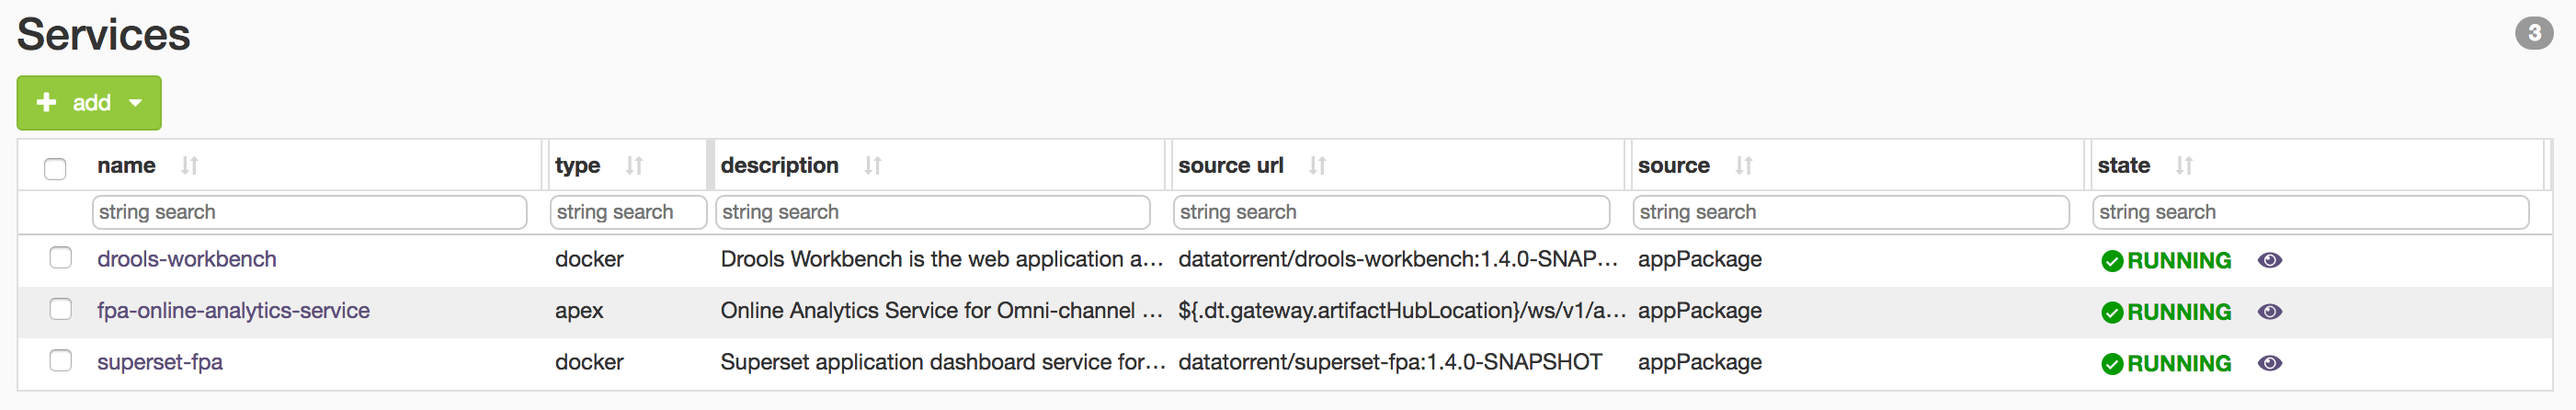 Services 3
add
name type description source url source state
string search string search string search string search string search string search
drools-workbench docker Drools Workbench is the web application a... datatorrent/drools-workbench:1.4.0-SNAP... appPackage RUNNING
fpa-online-analytics-service apex Online Analytics Service for Omni-channel ... ${.dt.gateway.artifactHubLocation}/ws/v1/a... appPackage RUNNING
superset-fpa docker Superset application dashboard service for... datatorrent/superset-fpa:1.4.0-SNAPSHOT appPackage RUNNING